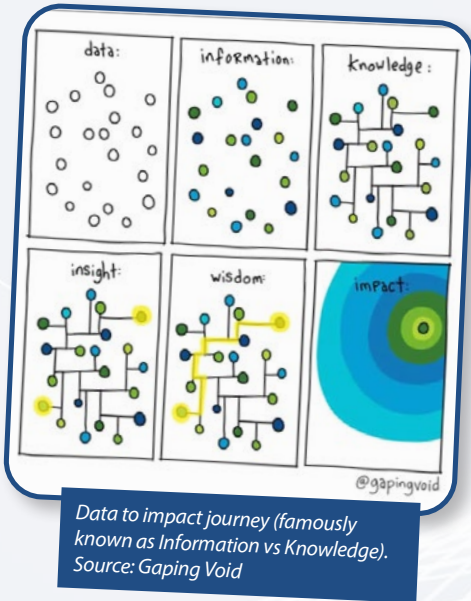 data:
information:
knowledge:
insight:
wisdom:
impact:
@gapingvoid
Data to impact journey (famously
known as Information vs Knowledge).
Source: Gaping Void